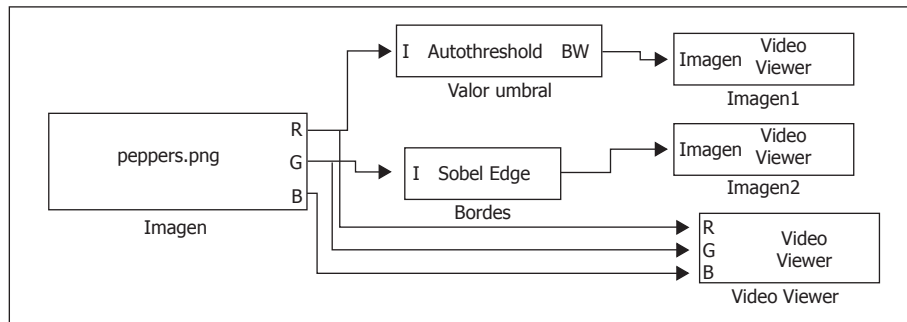 peppers.png
R
G
B
Imagen
I Autothreshold BW
Valor umbral
Imagen Video
Viewer
Imagen1
I Sobel Edge
Bordes
Imagen Video
Viewer
Imagen2
R
G
B
Video
Viewer
Video Viewer